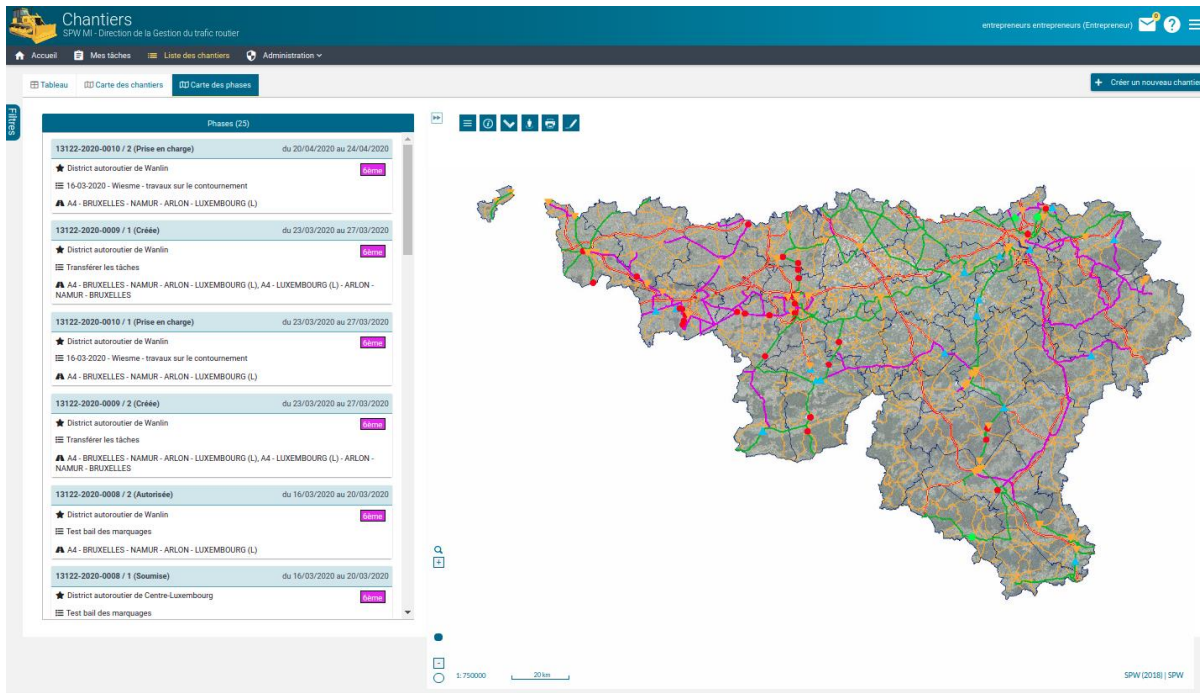 Chantiers
SPW MI - Direction de la Gestion du trafic routier
entrepreneurs entrepreneurs (Entrepreneur)
Accueil Mes tâches Liste des chantiers Administration
Tableau Carte des chantiers Carte des phases
+ Créer un nouveau chantier
Filtres
Phases (25)
13122-2020-0010 / 2 (Prise en charge) du 20/04/2020 au 24/04/2020
District autoroutier de Wanlin 6ème
16-03-2020 - Wiesme - travaux sur le contournement
A4 - BRUXELLES - NAMUR - ARLON - LUXEMBOURG (L)
13122-2020-0009 / 1 (Créée) du 23/03/2020 au 27/03/2020
District autoroutier de Wanlin 6ème
Transférer les tâches
A4 - BRUXELLES - NAMUR - ARLON - LUXEMBOURG (L), A4 - LUXEMBOURG (L) - ARLON -
NAMUR - BRUXELLES
13122-2020-0010 / 1 (Prise en charge) du 23/03/2020 au 27/03/2020
District autoroutier de Wanlin 6ème
16-03-2020 - Wiesme - travaux sur le contournement
A4 - BRUXELLES - NAMUR - ARLON - LUXEMBOURG (L)
13122-2020-0009 / 2 (Créée) du 23/03/2020 au 27/03/2020
District autoroutier de Wanlin 6ème
Transférer les tâches
A4 - BRUXELLES - NAMUR - ARLON - LUXEMBOURG (L), A4 - LUXEMBOURG (L) - ARLON -
NAMUR - BRUXELLES
13122-2020-0008 / 2 (Autorisée) du 16/03/2020 au 20/03/2020
District autoroutier de Wanlin 6ème
Test bail des marquages
A4 - BRUXELLES - NAMUR - ARLON - LUXEMBOURG (L)
13122-2020-0008 / 1 (Soumise) du 16/03/2020 au 20/03/2020
District autoroutier de Centre-Luxembourg 6ème
Test bail des marquages
1: 750000 20 km
SPW (2018) | SPW